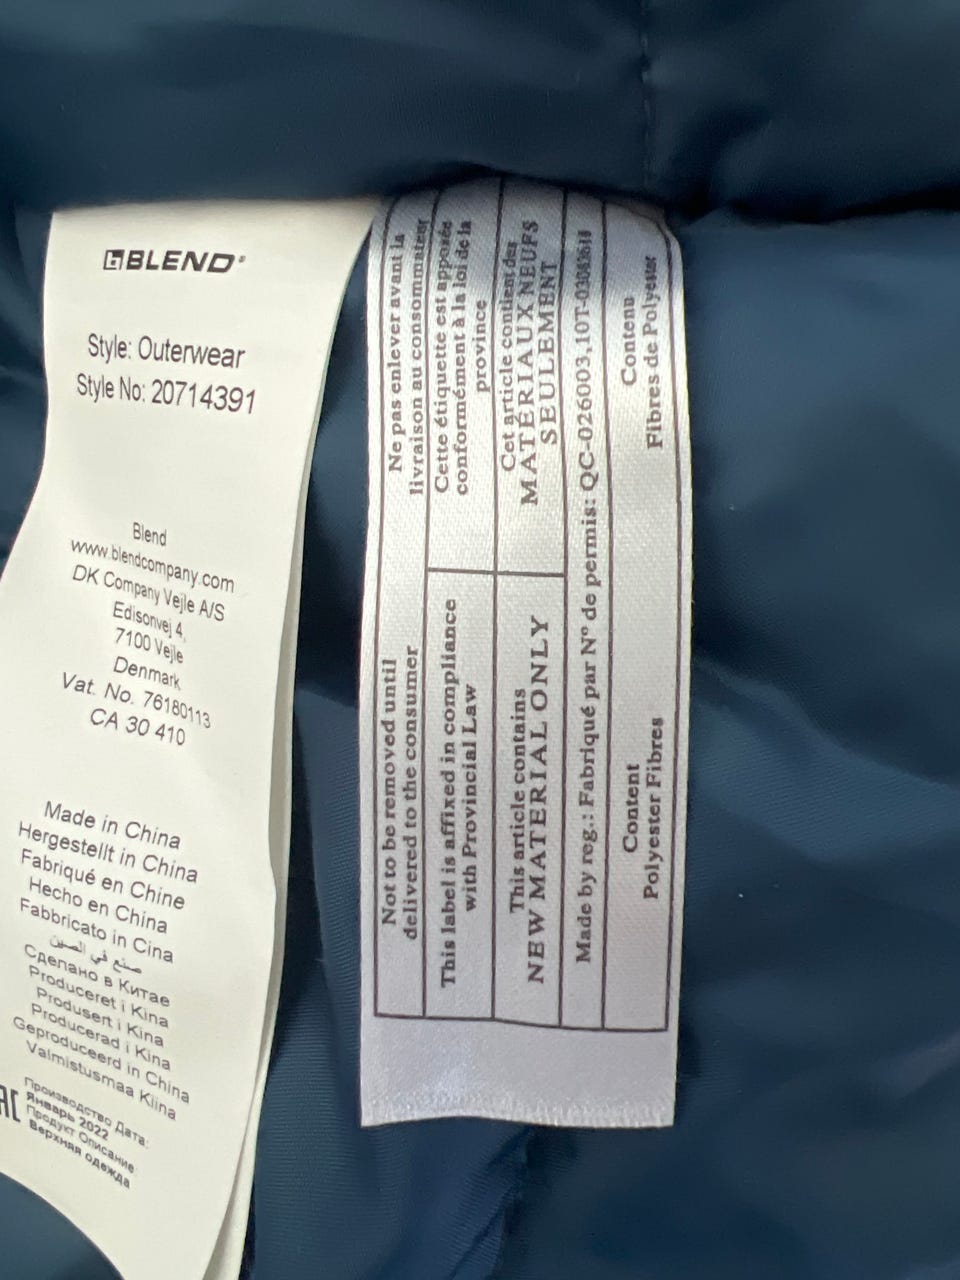 BLEND
Style: Outerwear
Style No: 20714391
Blend
www.blendcompany.com
DK Company Vejle A/S
Edisonvej 4,
7100 Vejle
Denmark
Vat. No. 76180113
CA 30 410
Made in China
Hergestellt in China
Fabriqué en Chine
Hecho en China
Fabbricato in Cina
صنع في الصين
Сделано в Китае
Produceret i Kina
Produsert i Kina
Producerad i Kina
Geproduceerd in China
Valmistusmaa Kiina
Производство Дата:
Январь 2022
Продукт Описание
Верхняя одежда
Not to be removed until
delivered to the consumer
Ne pas enlever avant la
livraison au consommateur
This label is affixed in compliance
with Provincial Law
Cette étiquette est apposée
conformément à la loi de la
province
This article contains
NEW MATERIAL ONLY
Cet article contient des
MATÉRIAUX NEUFS
SEULEMENT
Made by reg.: Fabriqué par N° de permis: QC-026003,10T-
Content
Polyester Fibres
Contenu
Fibres de Polyester